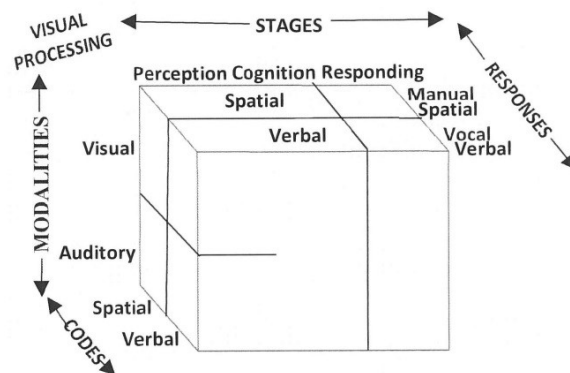 VISUAL
PROCESSING
STAGES
Perception Cognition Responding
Spatial
Manual
Spatial
Verbal
Vocal
Verbal
RESPONSES
Visual
MODALITIES
Auditory
Spatial
Verbal
CODES